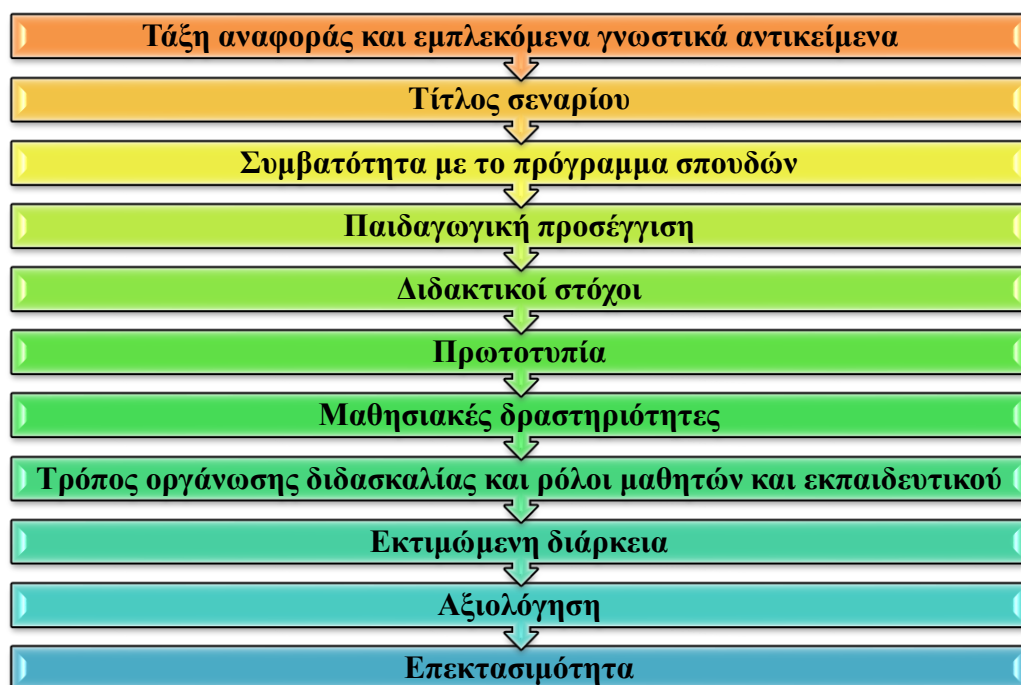 Τάξη αναφοράς και εμπλεκόμενα γνωστικά αντικείμενα
Τίτλος σεναρίου
Συμβατότητα με το πρόγραμμα σπουδών
Παιδαγωγική προσέγγιση
Διδακτικοί στόχοι
Πρωτοτυπία
Μαθησιακές δραστηριότητες
Τρόπος οργάνωσης διδασκαλίας και ρόλοι μαθητών και εκπαιδευτικού
Εκτιμώμενη διάρκεια
Αξιολόγηση
Επεκτασιμότητα